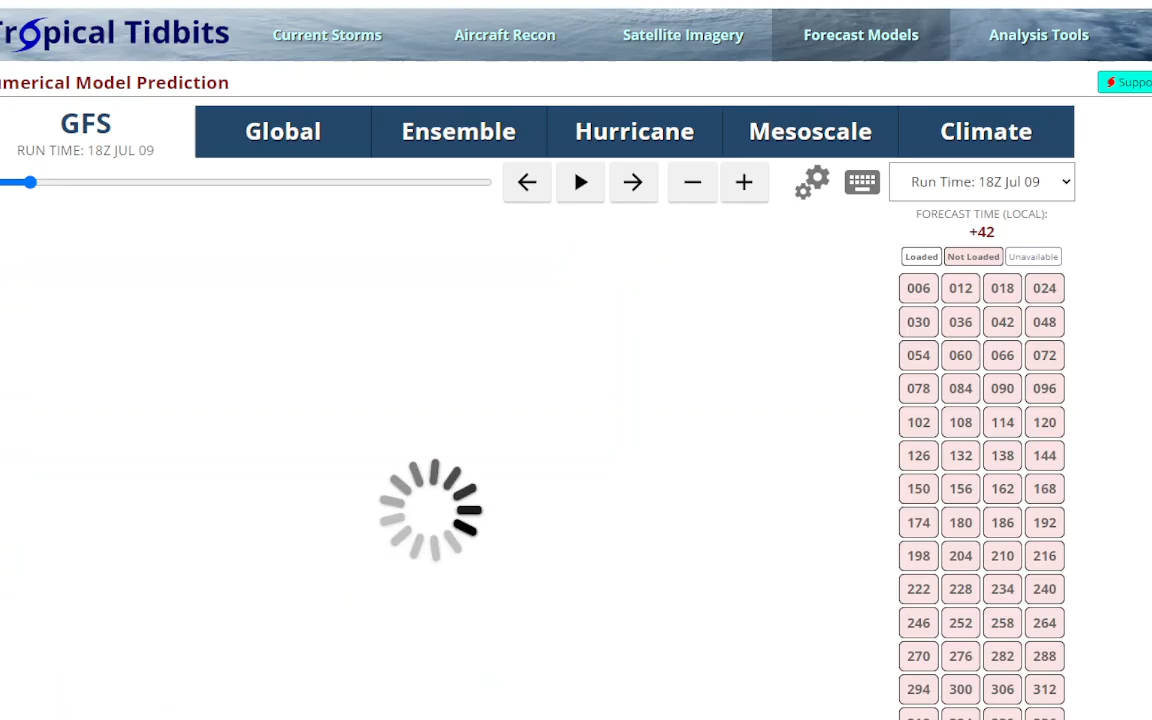 Tropical Tidbits
Current Storms
Aircraft Recon
Satellite Imagery
Forecast Models
Analysis Tools
umerical Model Prediction
Suppo
GFS
RUN TIME: 18Z JUL 09
Global
Ensemble
Hurricane
Mesoscale
Climate
Run Time: 18Z Jul 09
FORECAST TIME (LOCAL):
+42
Loaded Not Loaded Unavailable
006 012 018 024
030 036 042 048
054 060 066 072
078 084 090 096
102 108 114 120
126 132 138 144
150 156 162 168
174 180 186 192
198 204 210 216
222 228 234 240
246 252 258 264
270 276 282 288
294 300 306 312